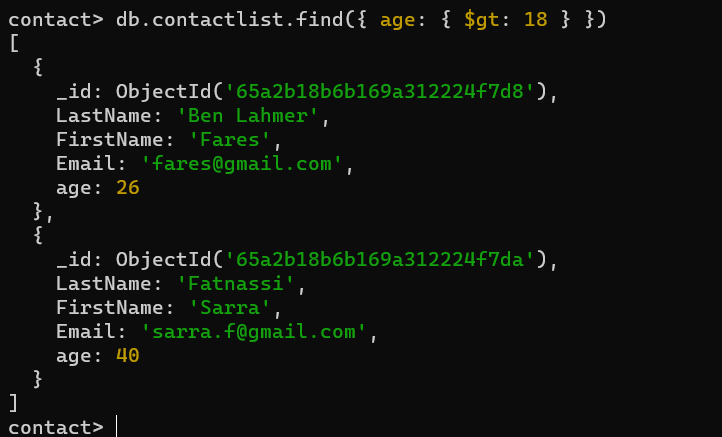 contact> db.contactlist.find({ age: { $gt: 18 } })
[
  {
    _id: ObjectId('65a2b18b6b169a312224f7d8'),
    LastName: 'Ben Lahmer',
    FirstName: 'Fares',
    Email: 'fares@gmail.com',
    age: 26
  },
  {
    _id: ObjectId('65a2b18b6b169a312224f7da'),
    LastName: 'Fatnassi',
    FirstName: 'Sarra',
    Email: 'sarra.f@gmail.com',
    age: 40
  }
]
contact>